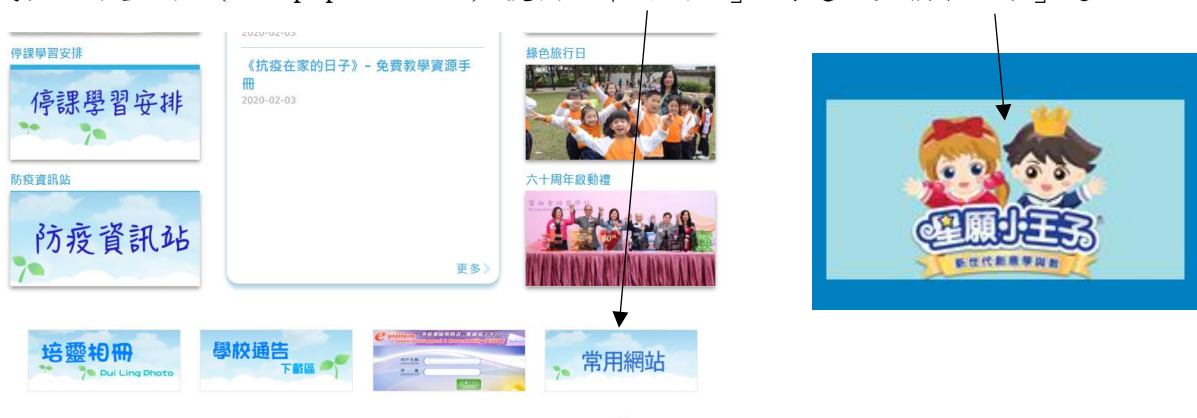 停課學習安排
停課學習安排
防疫資訊站
防疫資訊站
2020-02-03
《抗疫在家的日子》- 免費教學資源手
冊
2020-02-03
更多
綠色旅行日
六十周年啟動禮
培靈相冊
Pui Ling Photo
學校通告
下載區
常用網站
星願小王子
新世代創意學與教